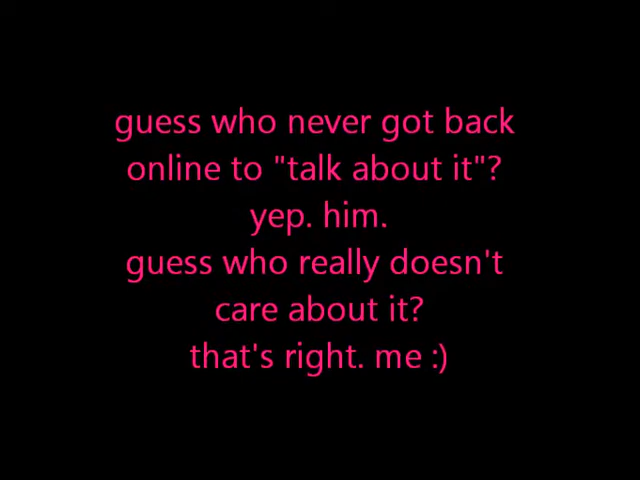 guess who never got back
online to "talk about it"?
yep. him.
guess who really doesn't
care about it?
that's right. me :)